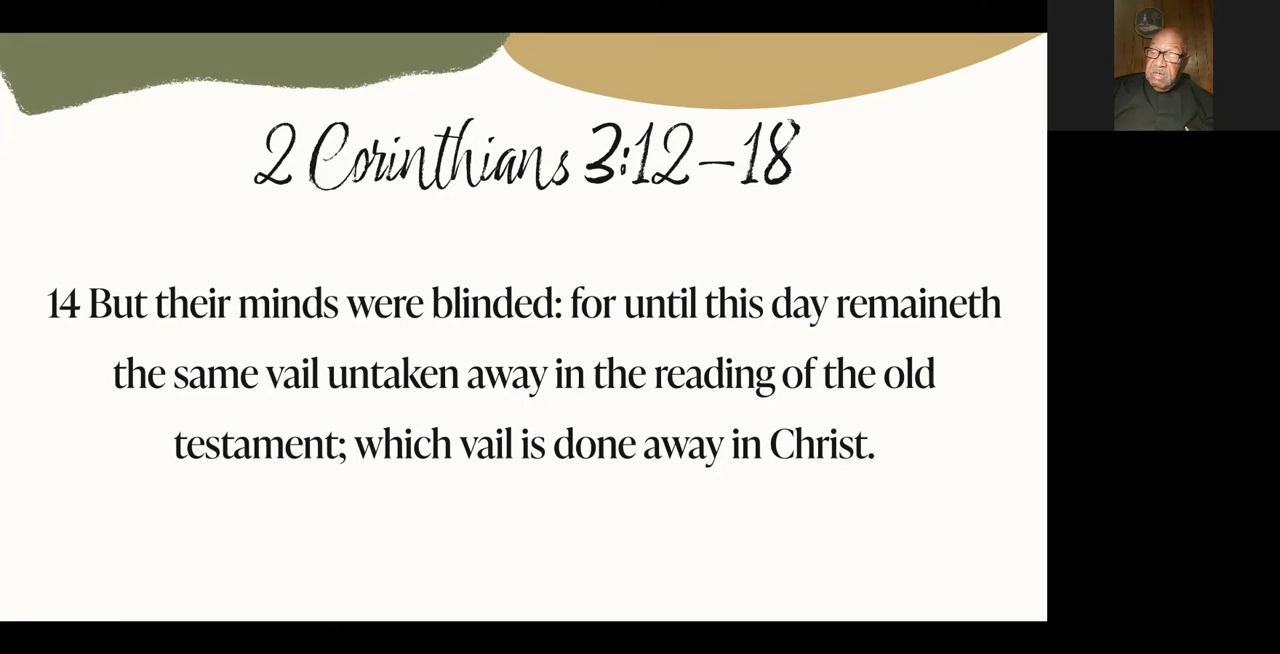 2 Corinthians 3:12–18
14 But their minds were blinded: for until this day remaineth
the same vail untaken away in the reading of the old
testament; which vail is done away in Christ.